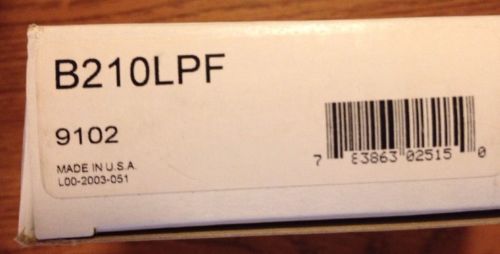 B210LPF
9102
MADE IN U.S.A.
L00-2003-051
7 83863 02515 0